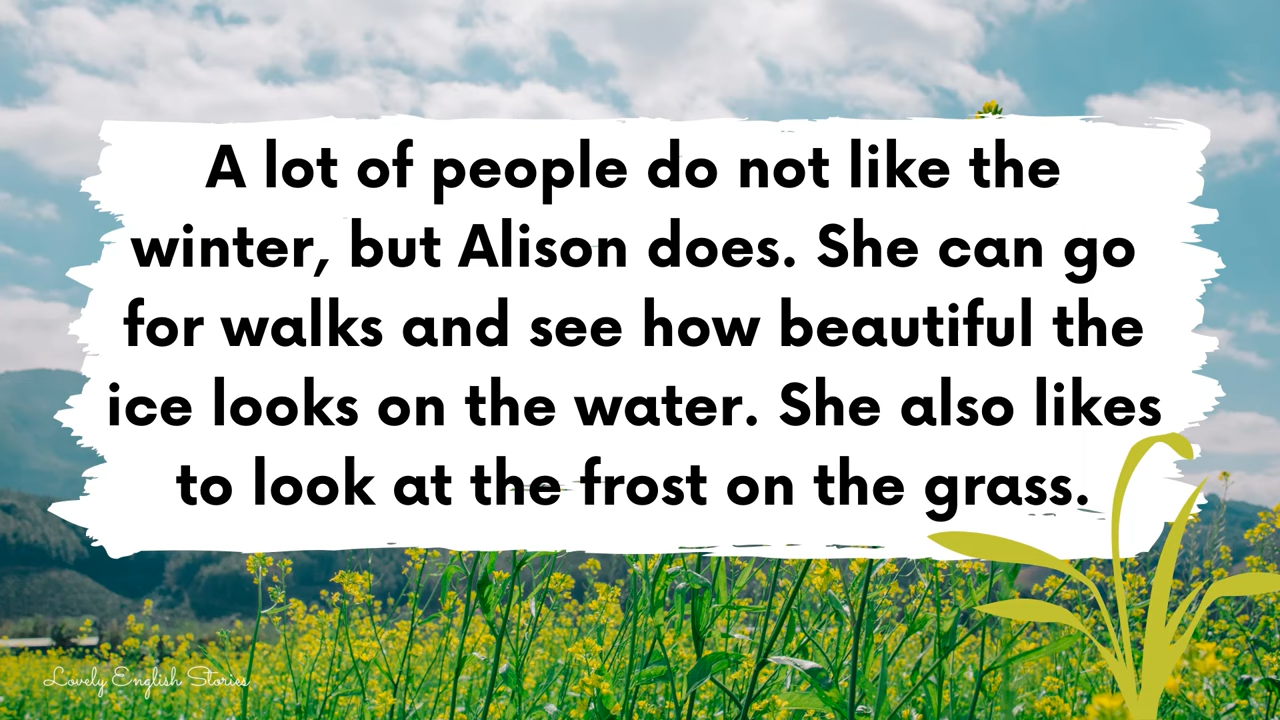 A lot of people do not like the
winter, but Alison does. She can go
for walks and see how beautiful the
ice looks on the water. She also likes
to look at the frost on the grass.
Lovely English Stories